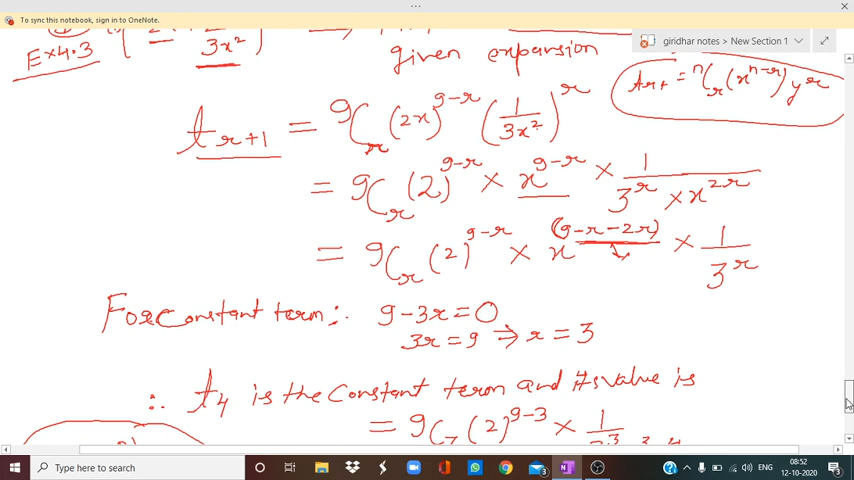 To sync this notebook, sign in to OneNote.
giridhar notes > New Section 1
Ex 4.3
3x²
given expansion
tr+1 = ⁿCr (xⁿ⁻ʳ) yʳ
tr+1 = ⁹Cr (2x)⁹⁻ʳ (1/3x²)ʳ
= ⁹Cr (2)⁹⁻ʳ × x⁹⁻ʳ × 1/(3ʳ × x²ʳ)
= ⁹Cr (2)⁹⁻ʳ × x⁽⁹⁻ʳ⁻²ʳ⁾ × 1/3ʳ
For Constant term :. 9-3r = 0
3r = 9 ⇒ r = 3
∴ t4 is the Constant term and its value is
(2)⁹⁻³ ×
Type here to search
ENG
08:52
12-10-2020